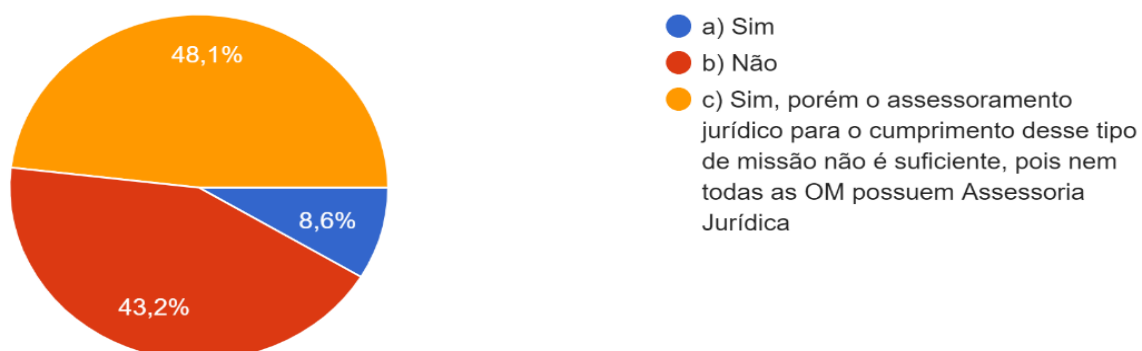 48,1%
8,6%
43,2%
a) Sim
b) Não
c) Sim, porém o assessoramento
jurídico para o cumprimento desse tipo
de missão não é suficiente, pois nem
todas as OM possuem Assessoria
Jurídica